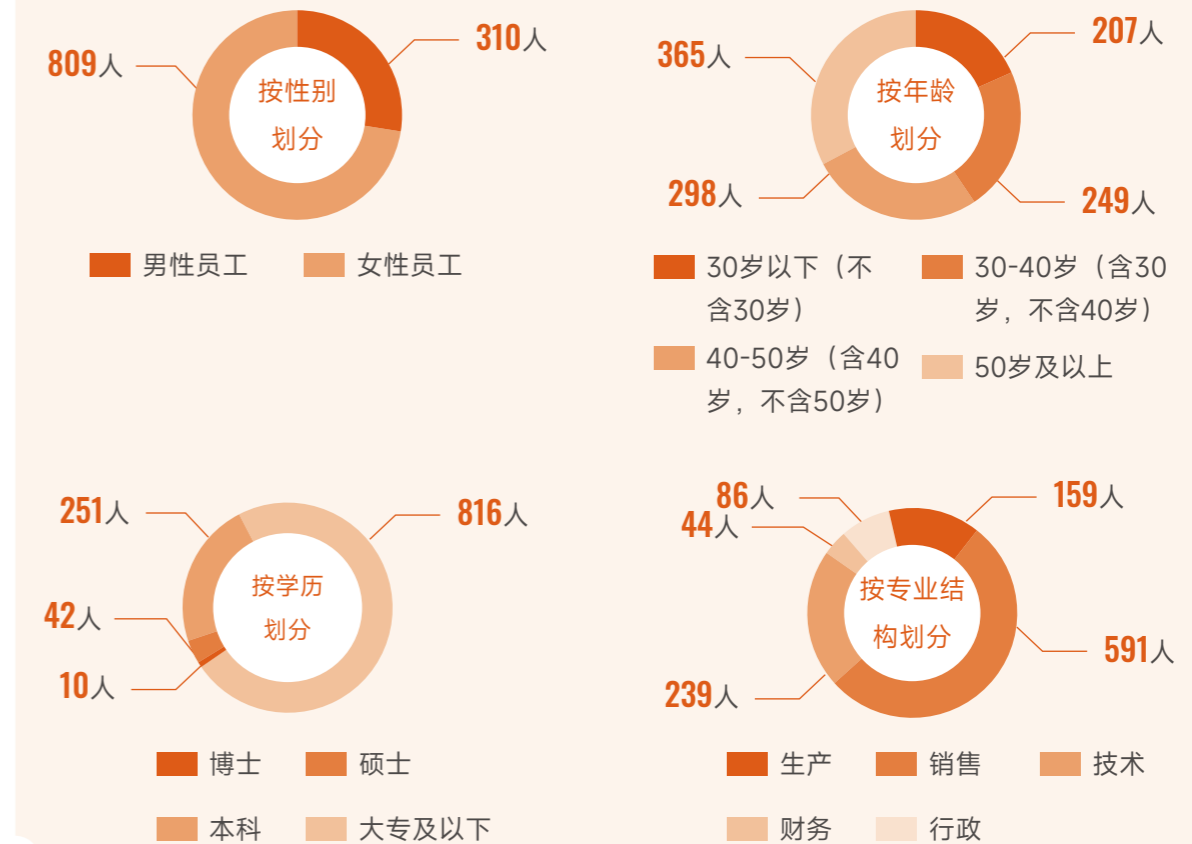 809人
310人
按性别
划分
男性员工
女性员工
365人
207人
按年龄
划分
298人
249人
30岁以下（不
含30岁）
30-40岁（含30
岁，不含40岁）
40-50岁（含40
岁，不含50岁）
50岁及以上
251人
816人
按学历
划分
42人
10人
博士
硕士
本科
大专及以下
86人
44人
159人
按专业结
构划分
591人
239人
生产
销售
技术
财务
行政